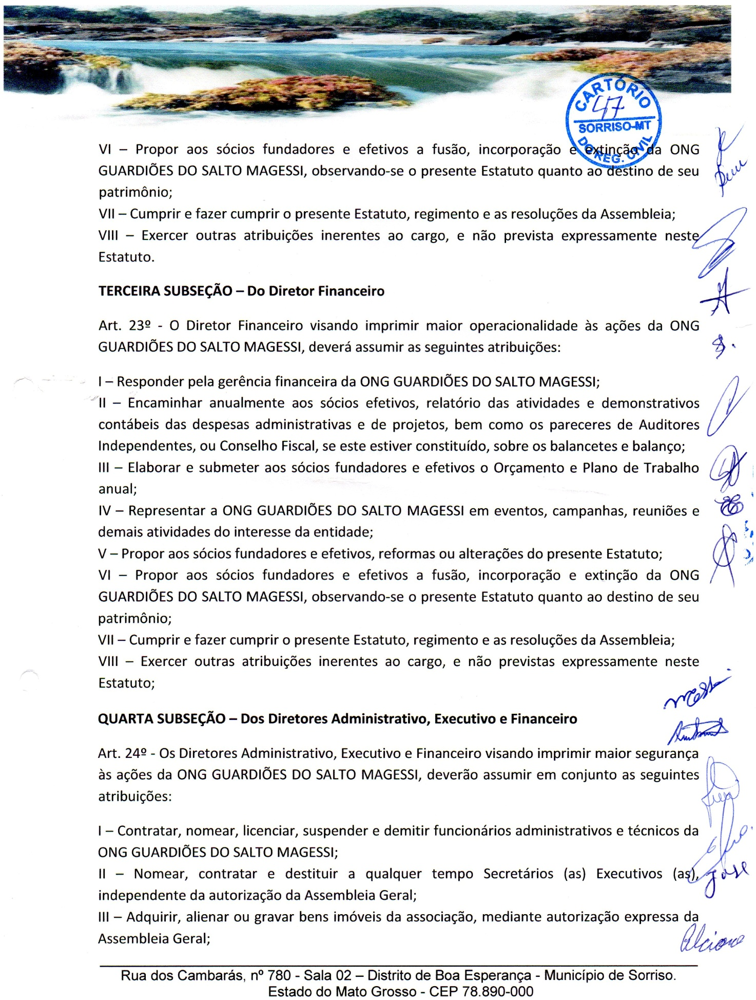 CARTÓRIO
47
SORRISO-MT
DO REG. CIVIL
VI – Propor aos sócios fundadores e efetivos a fusão, incorporação e extinção da ONG
GUARDIÕES DO SALTO MAGESSI, observando-se o presente Estatuto quanto ao destino de seu
patrimônio;
VII – Cumprir e fazer cumprir o presente Estatuto, regimento e as resoluções da Assembleia;
VIII – Exercer outras atribuições inerentes ao cargo, e não prevista expressamente neste
Estatuto.
TERCEIRA SUBSEÇÃO – Do Diretor Financeiro
Art. 23º - O Diretor Financeiro visando imprimir maior operacionalidade às ações da ONG
GUARDIÕES DO SALTO MAGESSI, deverá assumir as seguintes atribuições:
I – Responder pela gerência financeira da ONG GUARDIÕES DO SALTO MAGESSI;
II – Encaminhar anualmente aos sócios efetivos, relatório das atividades e demonstrativos
contábeis das despesas administrativas e de projetos, bem como os pareceres de Auditores
Independentes, ou Conselho Fiscal, se este estiver constituído, sobre os balancetes e balanço;
III – Elaborar e submeter aos sócios fundadores e efetivos o Orçamento e Plano de Trabalho
anual;
IV – Representar a ONG GUARDIÕES DO SALTO MAGESSI em eventos, campanhas, reuniões e
demais atividades do interesse da entidade;
V – Propor aos sócios fundadores e efetivos, reformas ou alterações do presente Estatuto;
VI – Propor aos sócios fundadores e efetivos a fusão, incorporação e extinção da ONG
GUARDIÕES DO SALTO MAGESSI, observando-se o presente Estatuto quanto ao destino de seu
patrimônio;
VII – Cumprir e fazer cumprir o presente Estatuto, regimento e as resoluções da Assembleia;
VIII – Exercer outras atribuições inerentes ao cargo, e não previstas expressamente neste
Estatuto;
QUARTA SUBSEÇÃO – Dos Diretores Administrativo, Executivo e Financeiro
Art. 24º - Os Diretores Administrativo, Executivo e Financeiro visando imprimir maior segurança
às ações da ONG GUARDIÕES DO SALTO MAGESSI, deverão assumir em conjunto as seguintes
atribuições:
I – Contratar, nomear, licenciar, suspender e demitir funcionários administrativos e técnicos da
ONG GUARDIÕES DO SALTO MAGESSI;
II – Nomear, contratar e destituir a qualquer tempo Secretários (as) Executivos (as),
independente da autorização da Assembleia Geral;
José
III – Adquirir, alienar ou gravar bens imóveis da associação, mediante autorização expressa da
Assembleia Geral;
Alcione
Rua dos Cambarás, nº 780 - Sala 02 – Distrito de Boa Esperança - Município de Sorriso.
Estado do Mato Grosso - CEP 78.890-000